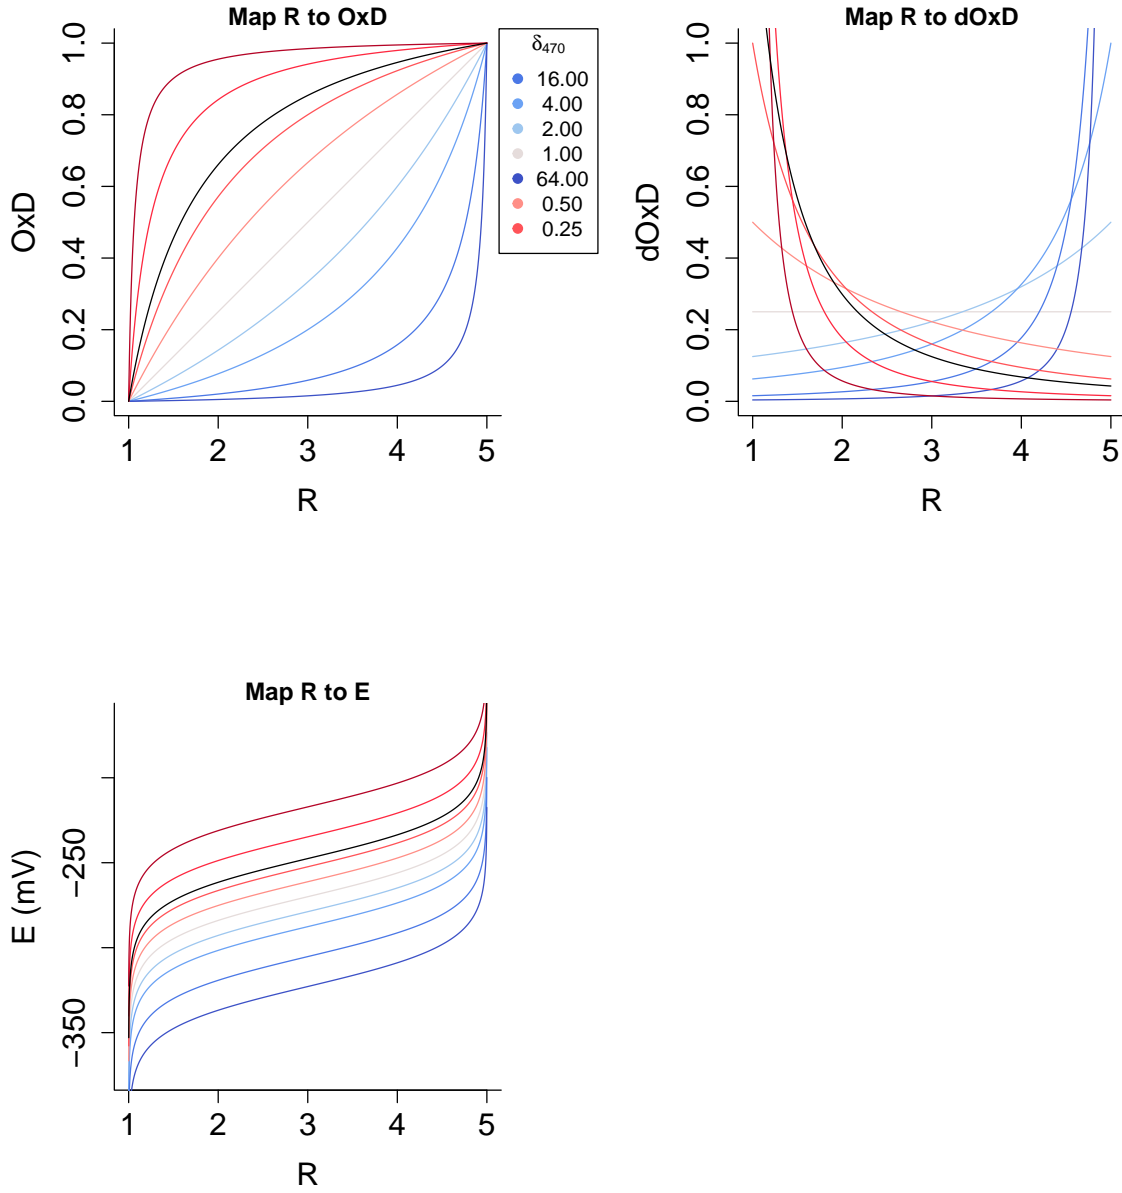 Map R to OxD
OxD
0.0 0.2 0.4 0.6 0.8 1.0
1 2 3 4 5
R
δ470
16.00
4.00
2.00
1.00
64.00
0.50
0.25
Map R to dOxD
dOxD
0.0 0.2 0.4 0.6 0.8 1.0
1 2 3 4 5
R
Map R to E
E (mV)
−350 −250
1 2 3 4 5
R